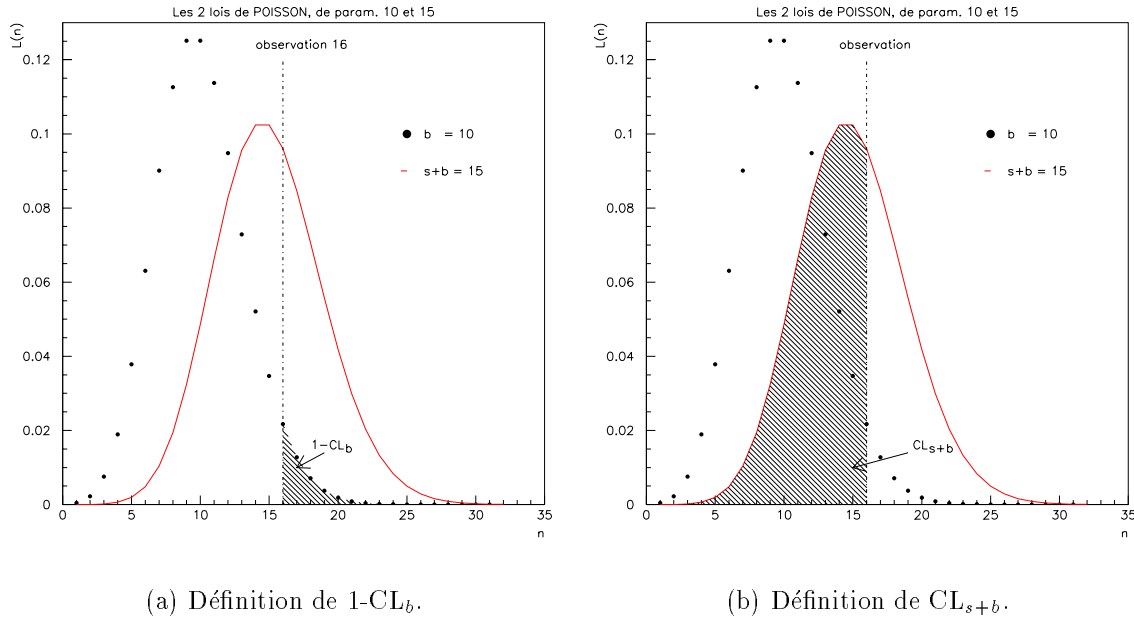 Les 2 lois de POISSON, de param. 10 et 15
L(n)
observation 16
b = 10
s+b = 15
1-CL_b
0.12
0.1
0.08
0.06
0.04
0.02
0
0 5 10 15 20 25 30 35
n
(a) Définition de 1-CL_b.
Les 2 lois de POISSON, de param. 10 et 15
L(n)
observation
b = 10
s+b = 15
CL_{s+b}
0.12
0.1
0.08
0.06
0.04
0.02
0
0 5 10 15 20 25 30 35
n
(b) Définition de CL_{s+b}.